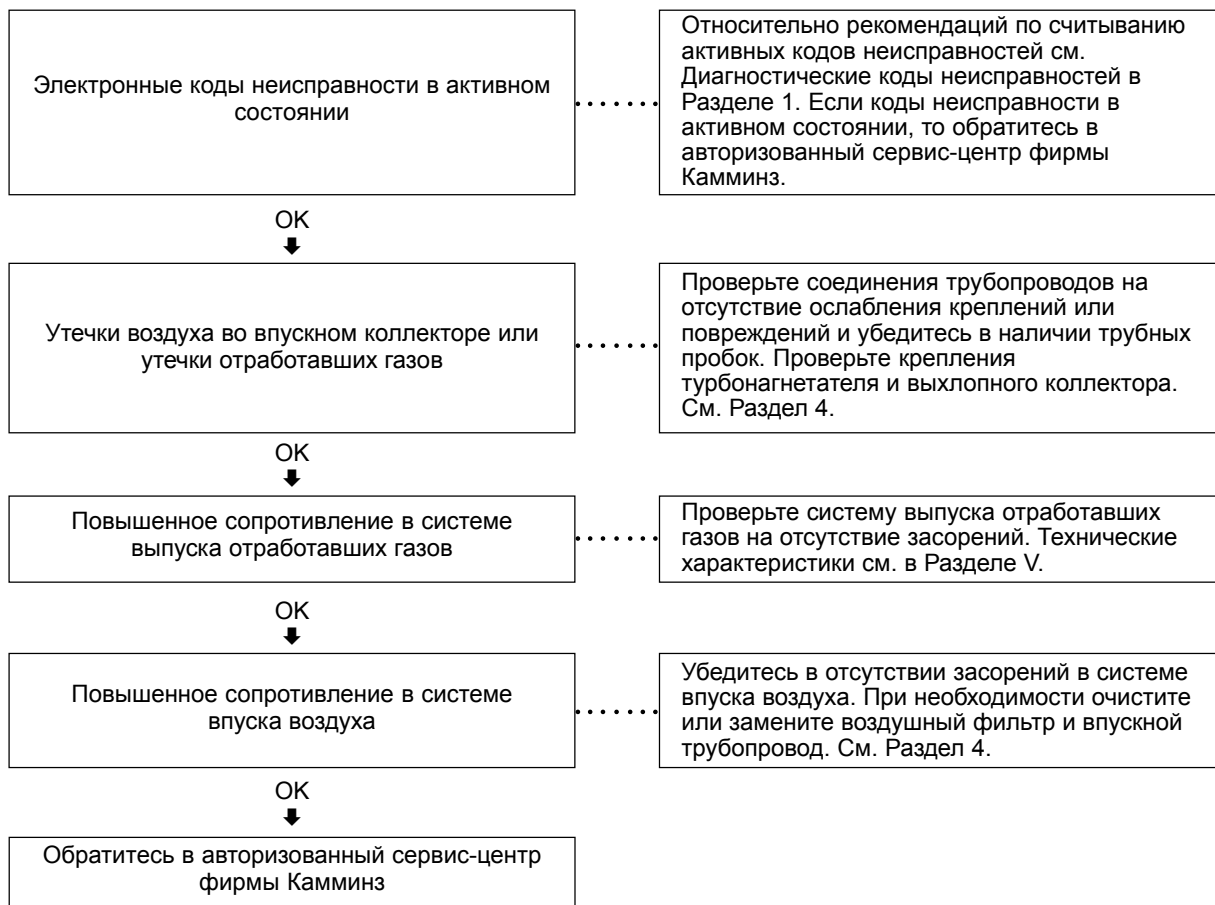 Электронные коды неисправности в активном
состоянии
Относительно рекомендаций по считыванию
активных кодов неисправностей см.
Диагностические коды неисправностей в
Разделе 1. Если коды неисправности в
активном состоянии, то обратитесь в
авторизованный сервис-центр фирмы
Камминз.
OK
Утечки воздуха во впускном коллекторе или
утечки отработавших газов
Проверьте соединения трубопроводов на
отсутствие ослабления креплений или
повреждений и убедитесь в наличии трубных
пробок. Проверьте крепления
турбонагнетателя и выхлопного коллектора.
См. Раздел 4.
OK
Повышенное сопротивление в системе
выпуска отработавших газов
Проверьте систему выпуска отработавших
газов на отсутствие засорений. Технические
характеристики см. в Разделе V.
OK
Повышенное сопротивление в системе
впуска воздуха
Убедитесь в отсутствии засорений в системе
впуска воздуха. При необходимости очистите
или замените воздушный фильтр и впускной
трубопровод. См. Раздел 4.
OK
Обратитесь в авторизованный сервис-центр
фирмы Камминз